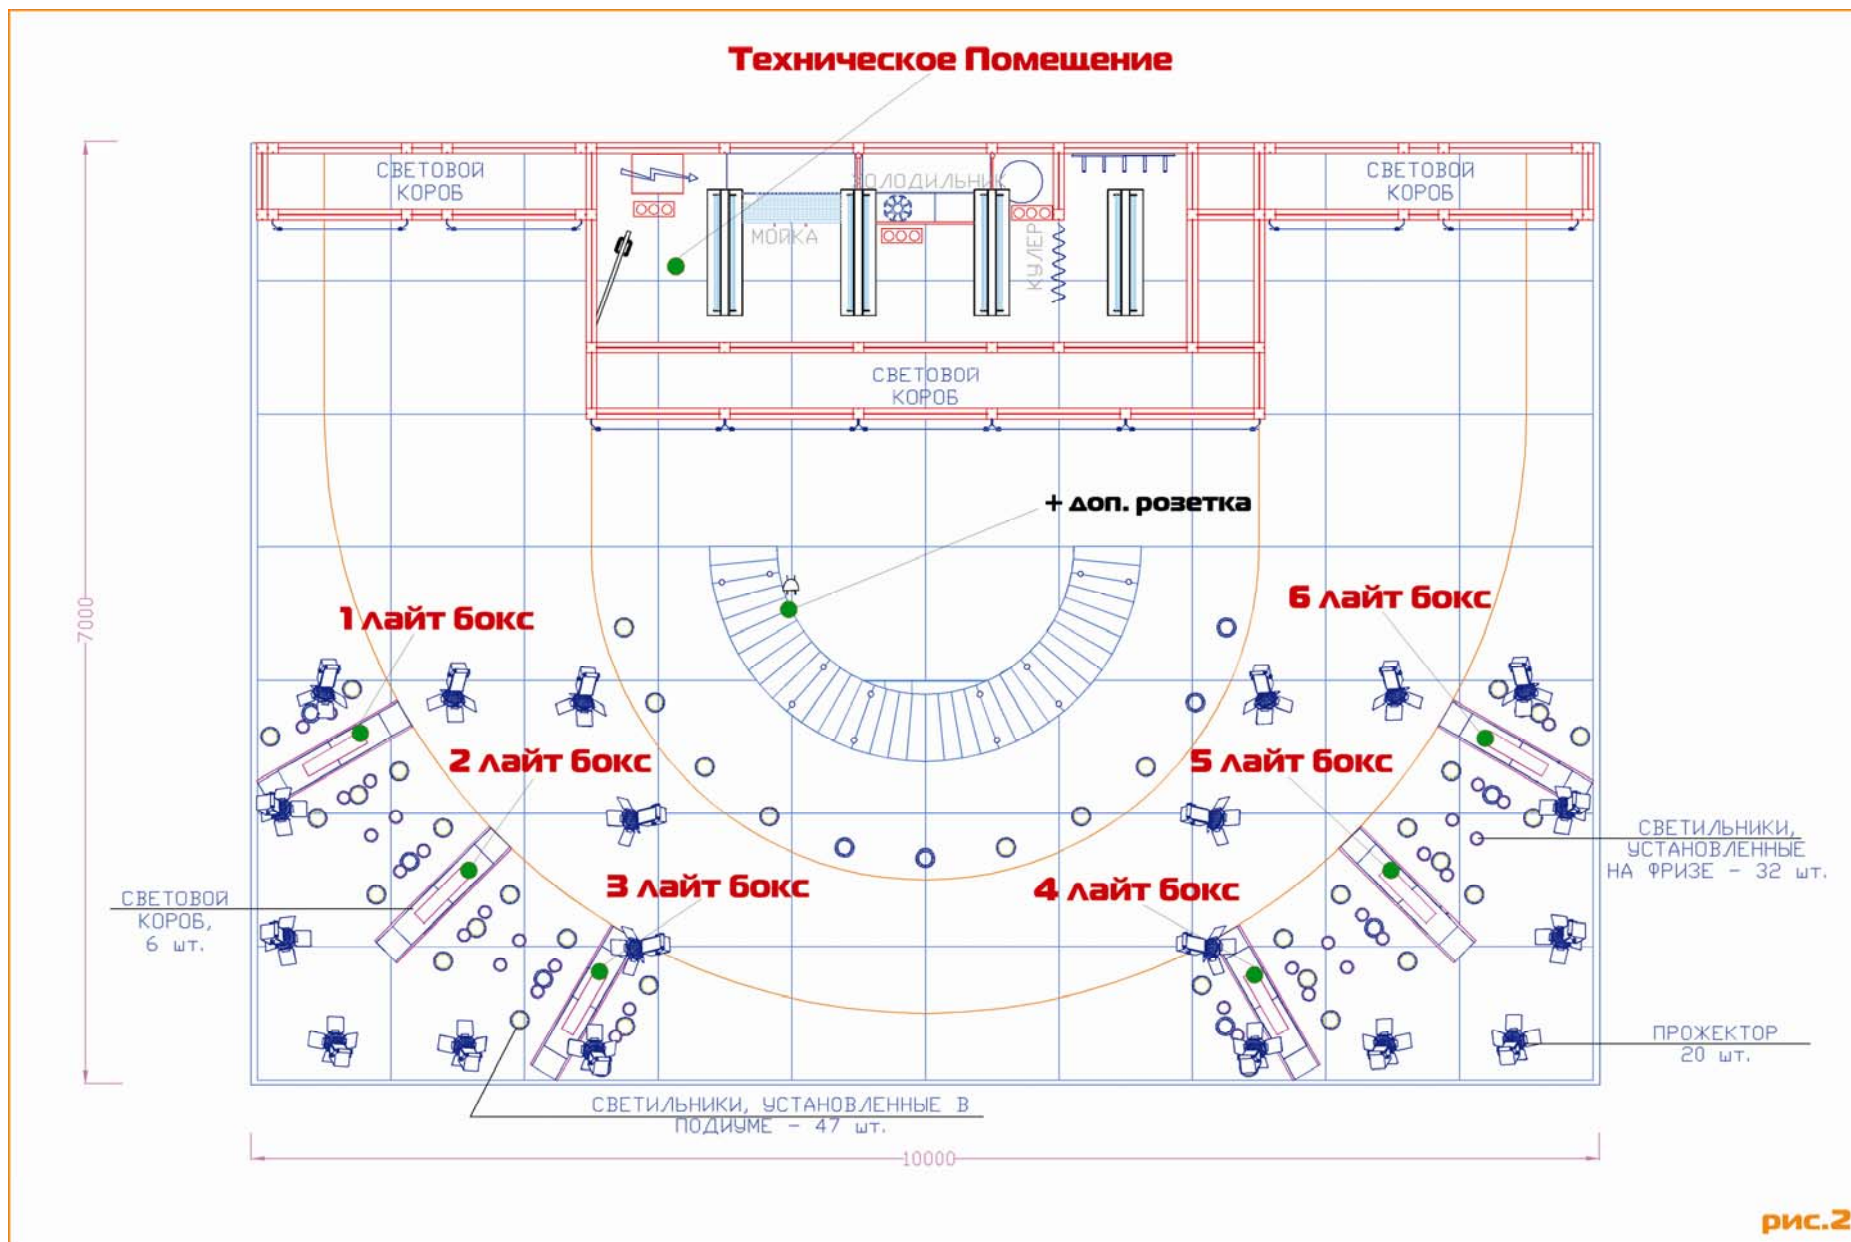 Техническое Помещение
СВЕТОВОЙ
КОРОБ
ХОЛОДИЛЬНИК
СВЕТОВОЙ
КОРОБ
МОЙКА
КУЛЕР
СВЕТОВОЙ
КОРОБ
+ доп. розетка
7000
1 лайт бокс
6 лайт бокс
2 лайт бокс
5 лайт бокс
СВЕТИЛЬНИКИ,
УСТАНОВЛЕННЫЕ
НА ФРИЗЕ - 32 шт.
3 лайт бокс
4 лайт бокс
СВЕТОВОЙ
КОРОБ,
6 шт.
ПРОЖЕКТОР
20 шт.
СВЕТИЛЬНИКИ, УСТАНОВЛЕННЫЕ В
ПОДИУМЕ - 47 шт.
10000
рис.2